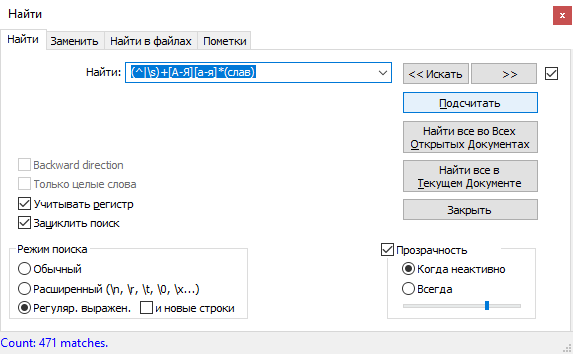 Найти
Найти Заменить Найти в файлах Пометки
Найти: (^|\s)+[А-Я][а-я]*(слав) << Искать >>
Подсчитать
Найти все во Всех
Открытых Документах
Backward direction
Только целые слова
Найти все в
Текущем Документе
Учитывать регистр
Зациклить поиск
Закрыть
Режим поиска
Обычный
Расширенный (\n, \r, \t, \0, \x...)
Регуляр. выражен. и новые строки
Прозрачность
Когда неактивно
Всегда
Count: 471 matches.